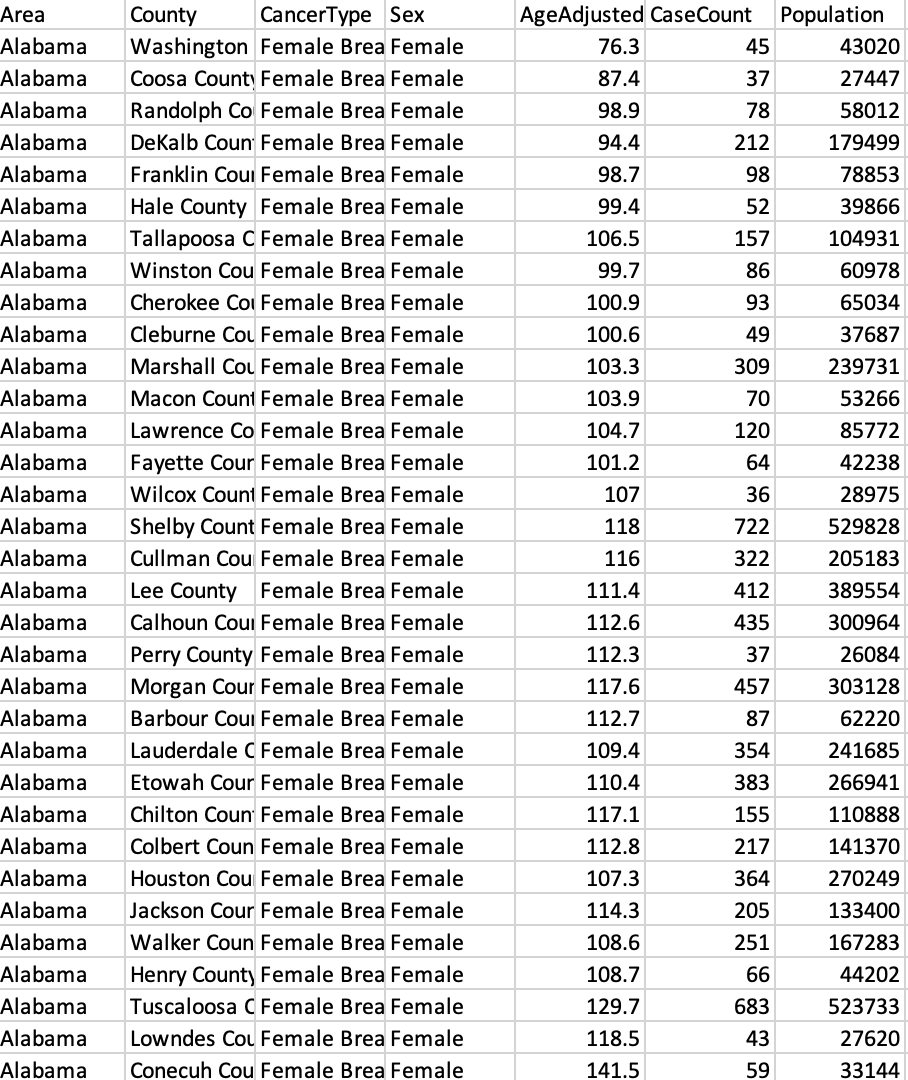 Area County CancerType Sex AgeAdjusted CaseCount Population
Alabama Washington Female Brea Female 76.3 45 43020
Alabama Coosa County Female Brea Female 87.4 37 27447
Alabama Randolph Co Female Brea Female 98.9 78 58012
Alabama DeKalb Coun Female Brea Female 94.4 212 179499
Alabama Franklin Cou Female Brea Female 98.7 98 78853
Alabama Hale County Female Brea Female 99.4 52 39866
Alabama Tallapoosa C Female Brea Female 106.5 157 104931
Alabama Winston Cou Female Brea Female 99.7 86 60978
Alabama Cherokee Cou Female Brea Female 100.9 93 65034
Alabama Cleburne Cou Female Brea Female 100.6 49 37687
Alabama Marshall Cou Female Brea Female 103.3 309 239731
Alabama Macon Count Female Brea Female 103.9 70 53266
Alabama Lawrence Co Female Brea Female 104.7 120 85772
Alabama Fayette Cour Female Brea Female 101.2 64 42238
Alabama Wilcox Count Female Brea Female 107 36 28975
Alabama Shelby Count Female Brea Female 118 722 529828
Alabama Cullman Cou Female Brea Female 116 322 205183
Alabama Lee County Female Brea Female 111.4 412 389554
Alabama Calhoun Cou Female Brea Female 112.6 435 300964
Alabama Perry County Female Brea Female 112.3 37 26084
Alabama Morgan Cour Female Brea Female 117.6 457 303128
Alabama Barbour Cou Female Brea Female 112.7 87 62220
Alabama Lauderdale C Female Brea Female 109.4 354 241685
Alabama Etowah Cour Female Brea Female 110.4 383 266941
Alabama Chilton Coun Female Brea Female 117.1 155 110888
Alabama Colbert Coun Female Brea Female 112.8 217 141370
Alabama Houston Cou Female Brea Female 107.3 364 270249
Alabama Jackson Cour Female Brea Female 114.3 205 133400
Alabama Walker Coun Female Brea Female 108.6 251 167283
Alabama Henry County Female Brea Female 108.7 66 44202
Alabama Tuscaloosa C Female Brea Female 129.7 683 523733
Alabama Lowndes Cou Female Brea Female 118.5 43 27620
Alabama Conecuh Cou Female Brea Female 141.5 59 33144